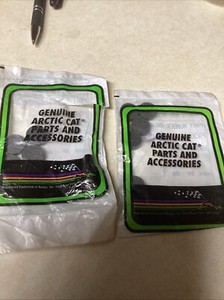 GENUINE
ARCTIC CAT®
PARTS AND
ACCESSORIES
GENUINE
ARCTIC CAT®
PARTS AND
ACCESSORIES